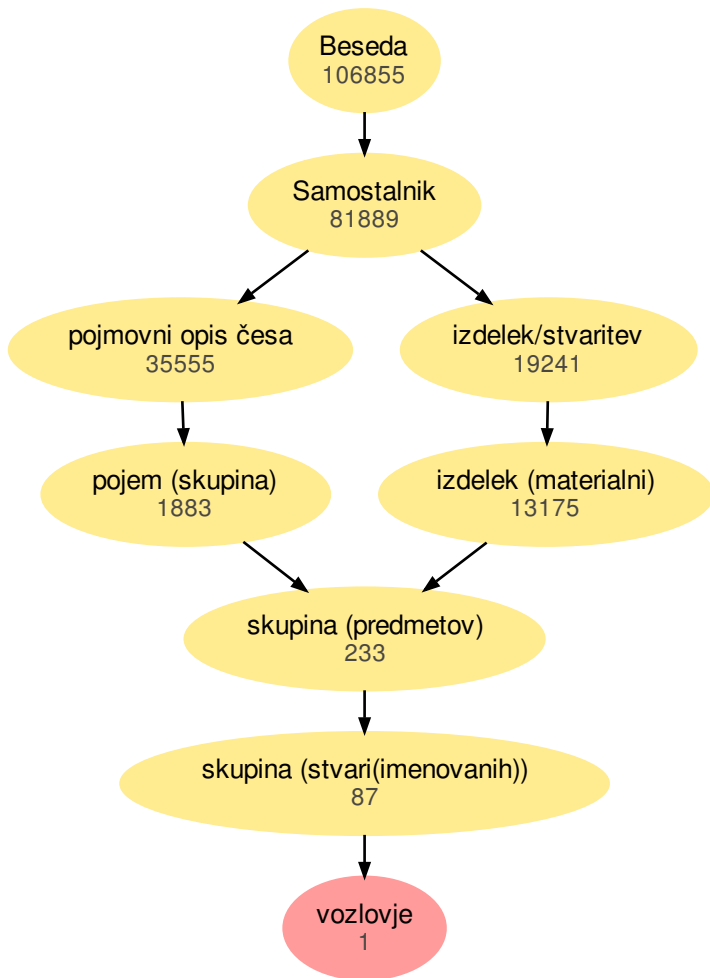 Beseda
106855
Samostalnik
81889
pojmovni opis česa
35555
izdelek/stvaritev
19241
pojem (skupina)
1883
izdelek (materialni)
13175
skupina (predmetov)
233
skupina (stvari(imenovanih))
87
vozlovje
1